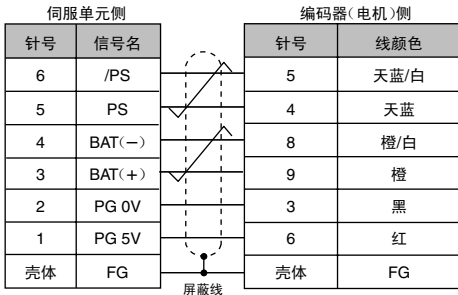 伺服单元侧 编码器（电机）侧
针号 信号名 针号 线颜色
6 /PS 5 天蓝/白
5 PS 4 天蓝
4 BAT(−) 8 橙/白
3 BAT(+) 9 橙
2 PG 0V 3 黑
1 PG 5V 6 红
壳体 FG 壳体 FG
屏蔽线